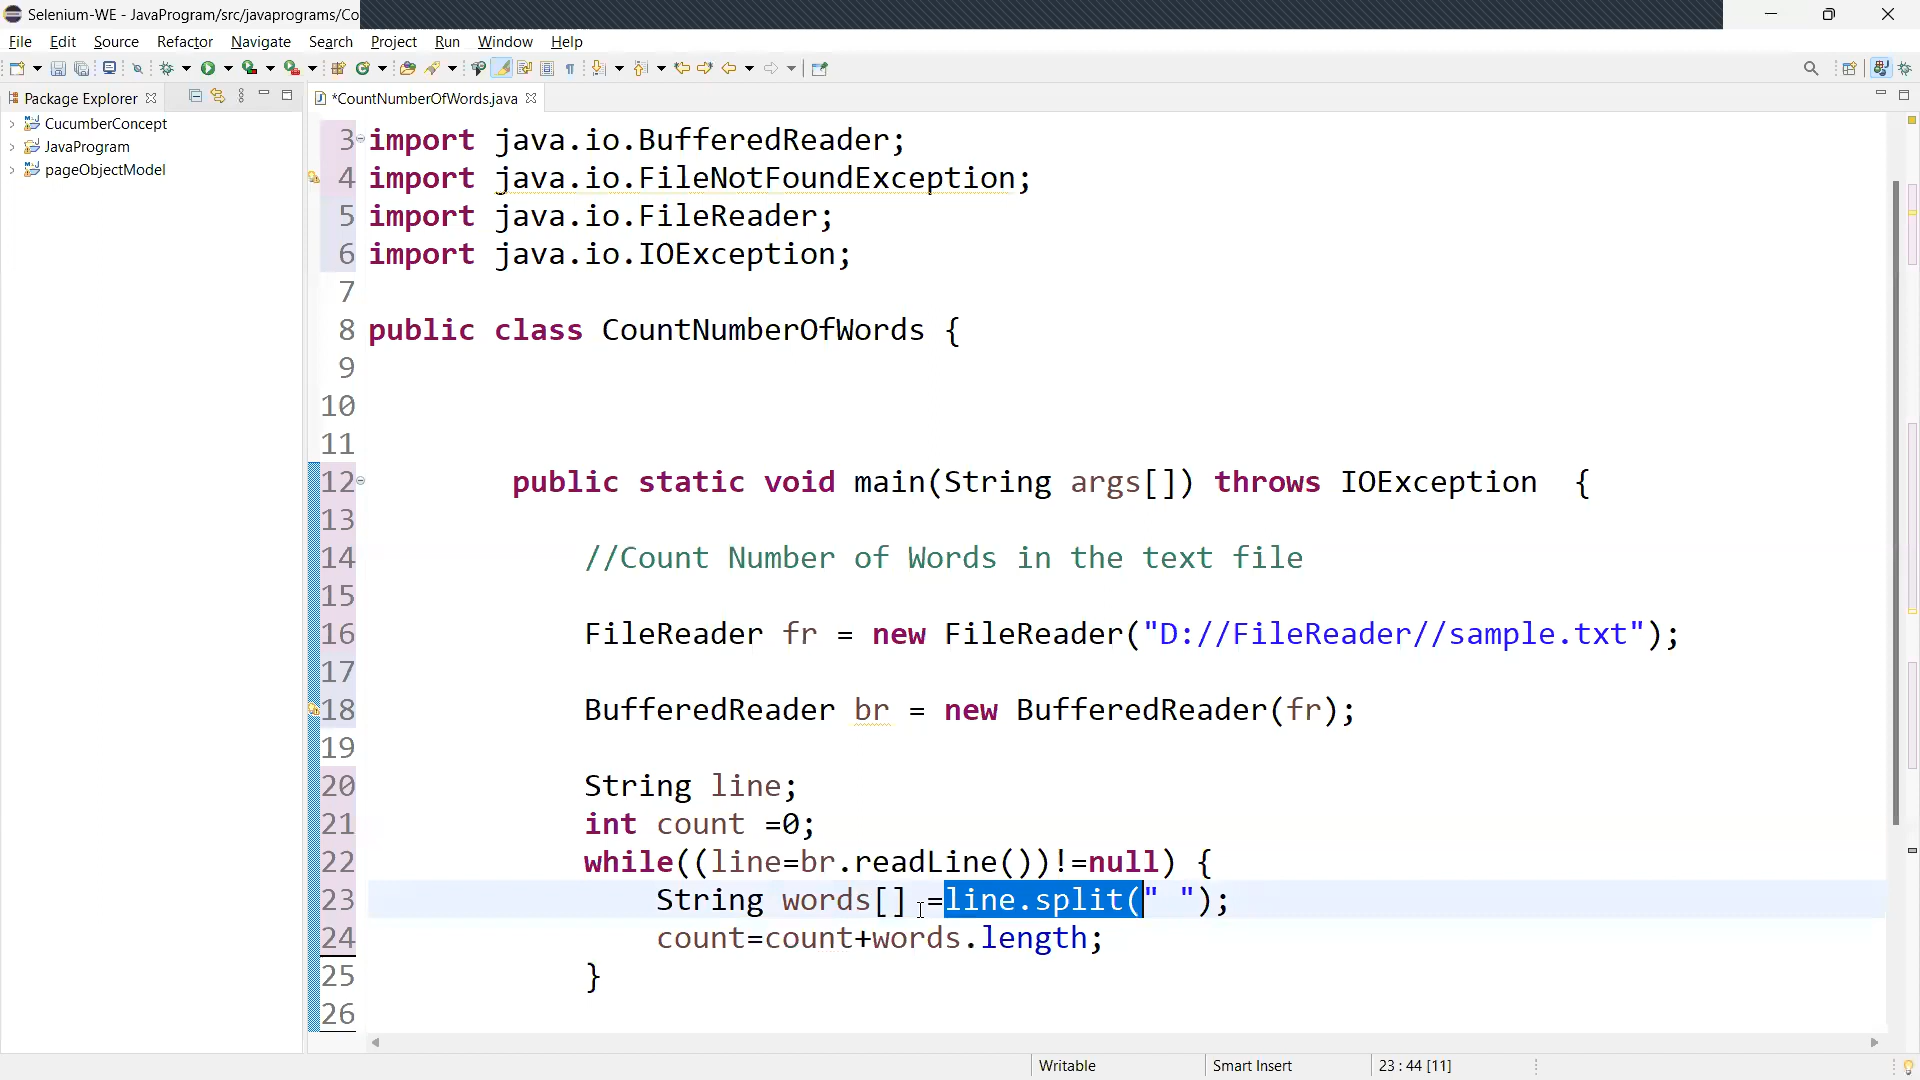 Selenium-WE - JavaProgram/src/javaprograms/Co
File Edit Source Refactor Navigate Search Project Run Window Help
Package Explorer
*CountNumberOfWords.java
CucumberConcept
JavaProgram
pageObjectModel
3 import java.io.BufferedReader;
4 import java.io.FileNotFoundException;
5 import java.io.FileReader;
6 import java.io.IOException;
7
8 public class CountNumberOfWords {
9
10
11
12 public static void main(String args[]) throws IOException {
13
14 //Count Number of Words in the text file
15
16 FileReader fr = new FileReader("D://FileReader//sample.txt");
17
18 BufferedReader br = new BufferedReader(fr);
19
20 String line;
21 int count =0;
22 while((line=br.readLine())!=null) {
23 String words[] =line.split(" ");
24 count=count+words.length;
25 }
26
Writable Smart Insert 23 : 44 [11]